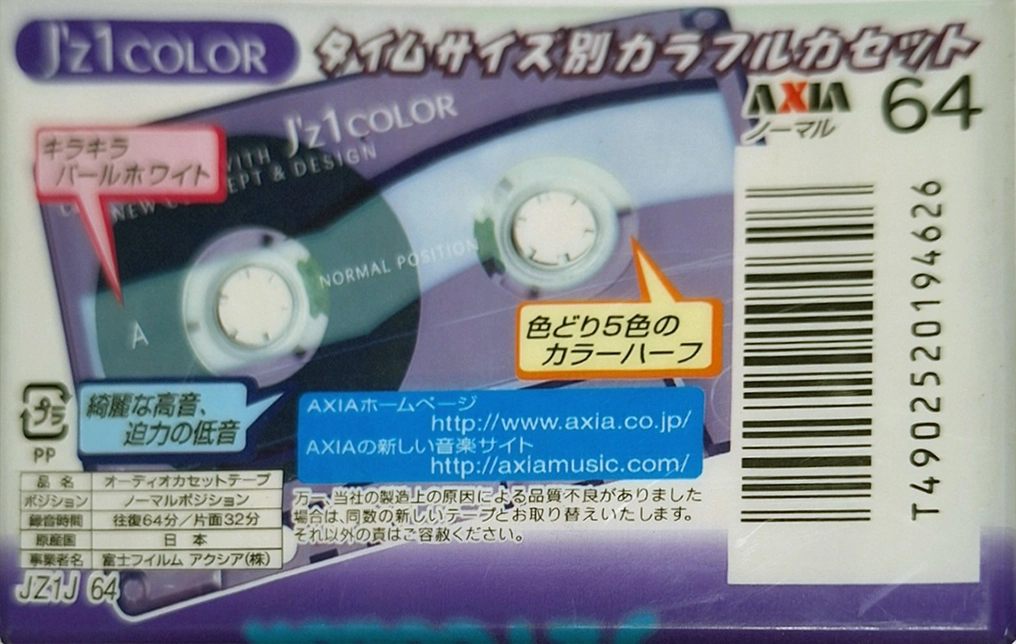 J'z1 COLOR
タイムサイズ別カラフルカセット
AXIA 64
ノーマル
J'z1 COLOR
キラキラ
パールホワイト
WITH
NEW CONCEPT & DESIGN
NORMAL POSITION
A
色どり5色の
カラーハーフ
綺麗な高音、
迫力の低音
プラ
PP
AXIAホームページ
http://www.axia.co.jp/
AXIAの新しい音楽サイト
http://axiamusic.com/
品 名 オーディオカセットテープ
ポジション ノーマルポジション
録音時間 往復64分/片面32分
原産国 日 本
事業者名 富士フイルム アクシア(株)
万一、当社の製造上の原因による品質不良がありました
場合は、同数の新しいテープとお取り替えいたします。
それ以外の責はご容赦ください。
JZ1J 64
T4902520194626